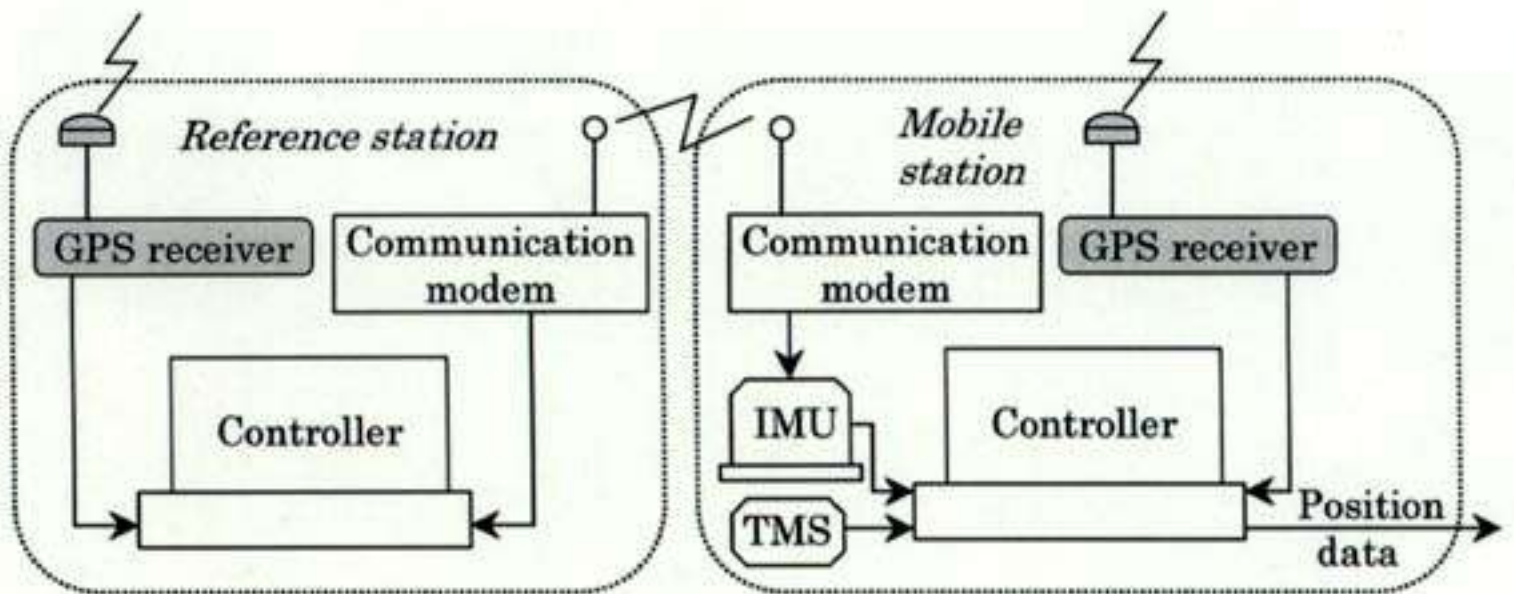 Reference station
GPS receiver
Communication
modem
Controller
Mobile
station
Communication
modem
GPS receiver
IMU
Controller
TMS
Position
data